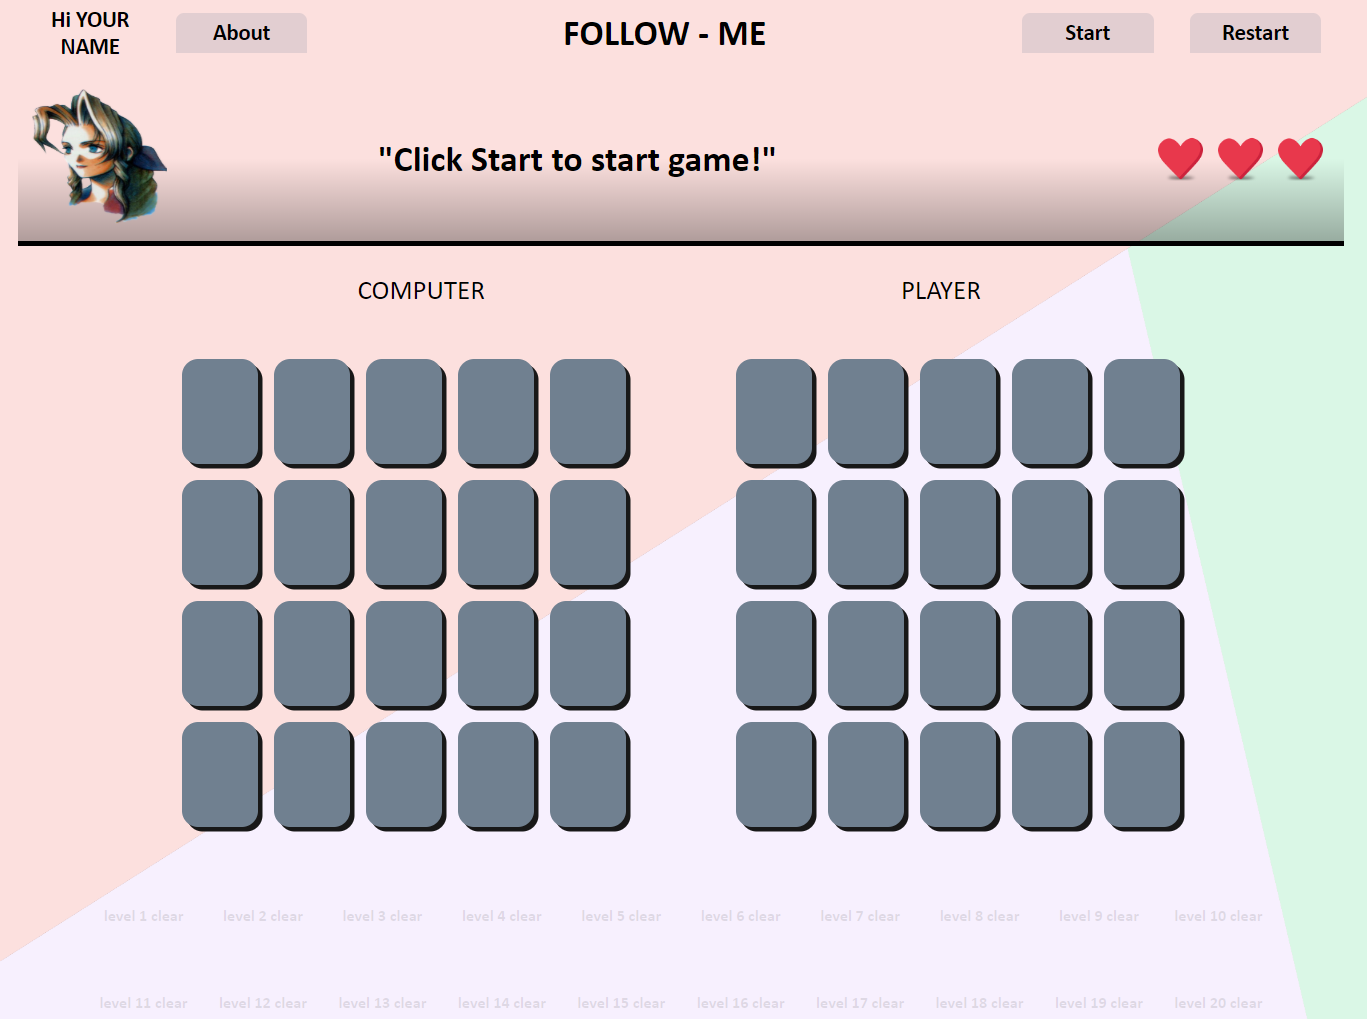 Hi YOUR
NAME
About
FOLLOW - ME
Start
Restart
"Click Start to start game!"
COMPUTER
PLAYER
level 1 clear
level 2 clear
level 3 clear
level 4 clear
level 5 clear
level 6 clear
level 7 clear
level 8 clear
level 9 clear
level 10 clear
level 11 clear
level 12 clear
level 13 clear
level 14 clear
level 15 clear
level 16 clear
level 17 clear
level 18 clear
level 19 clear
level 20 clear